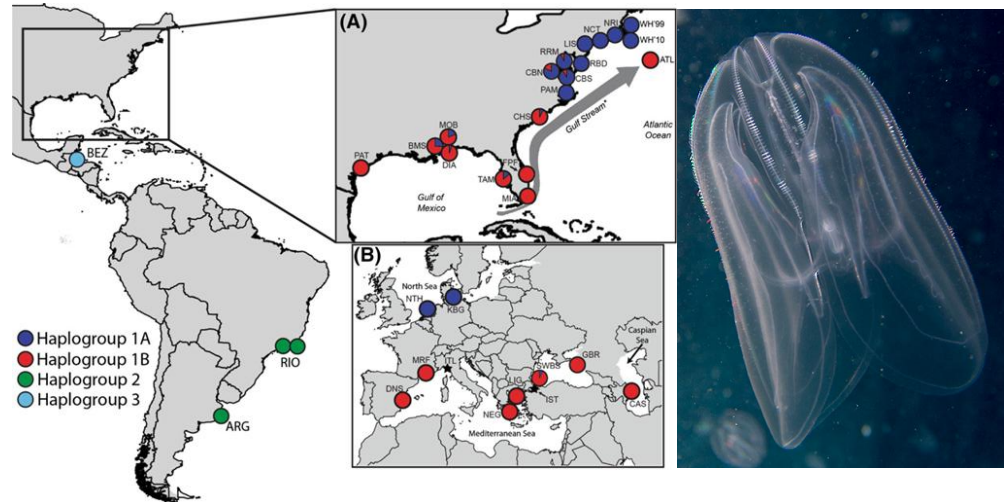 BEZ
Haplogroup 1A
Haplogroup 1B
Haplogroup 2
Haplogroup 3
RIO
ARG
(A)
NRI
WH'99
NCT
WH'10
LIS
RRM
ATL
RBD
CBN
CBS
PAM
CHS
Gulf Stream*
Atlantic
Ocean
MOB
BMS
DIA
PAT
FPF
TAM
MIA
Gulf of
Mexico
(B)
North Sea
NTH
KBG
Caspian
Sea
MRF
ITL
GBR
SWBS
DNS
LIG
IST
CAS
NEG
Mediterranean Sea